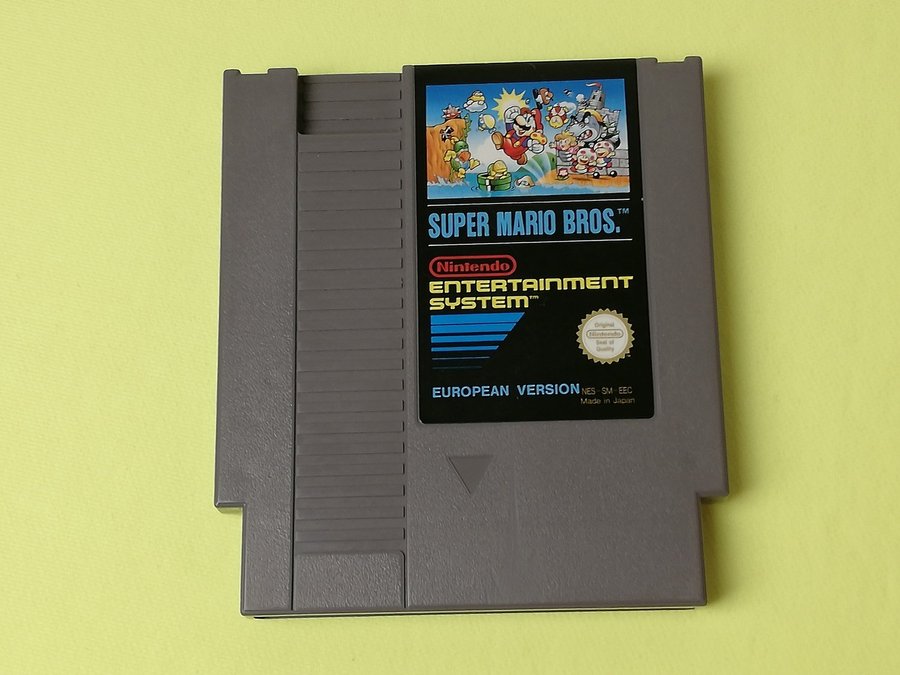 SUPER MARIO BROS.™
Nintendo
ENTERTAINMENT
SYSTEM™
Original
Nintendo
Seal of
Quality
EUROPEAN VERSION NES-SM-EEC
Made in Japan